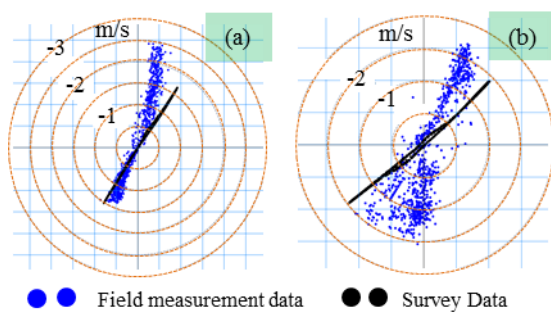 m/s
(a)
-3
-2
-1
m/s
(b)
-2
-1
Field measurement data
Survey Data